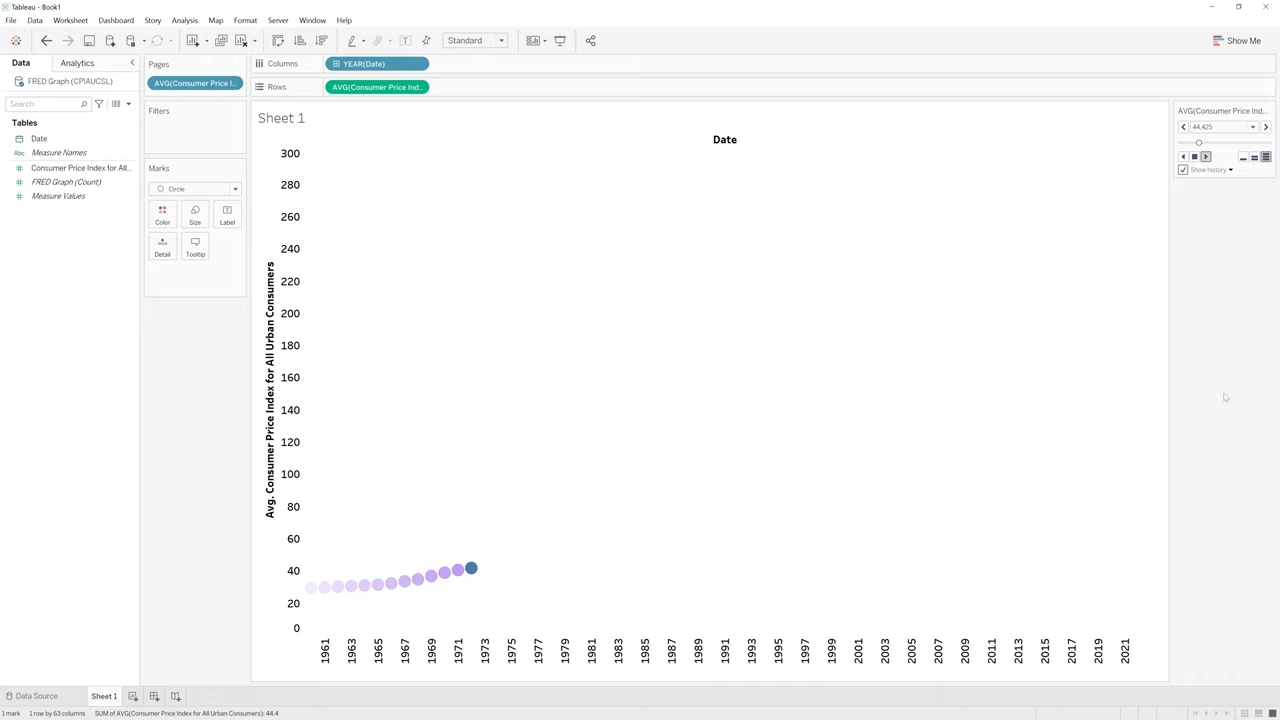 Tableau - Book1
File Data Worksheet Dashboard Story Analysis Map Format Server Window Help
Standard
Show Me
Data Analytics
FRED Graph (CPIAUCSL)
Search
Tables
Date
Abc Measure Names
Consumer Price Index for All...
FRED Graph (Count)
Measure Values
Pages
AVG(Consumer Price I..
Filters
Marks
Circle
Color Size Label
Detail Tooltip
Columns YEAR(Date)
Rows AVG(Consumer Price Ind..
Sheet 1
Date
Avg. Consumer Price Index for All Urban Consumers
300
280
260
240
220
200
180
160
140
120
100
80
60
40
20
0
1961 1963 1965 1967 1969 1971 1973 1975 1977 1979 1981 1983 1985 1987 1989 1991 1993 1995 1997 1999 2001 2003 2005 2007 2009 2011 2013 2015 2017 2019 2021
AVG(Consumer Price Ind...
44.425
Show history
Data Source Sheet 1
1 mark 1 row by 63 columns SUM of AVG(Consumer Price Index for All Urban Consumers): 44.4